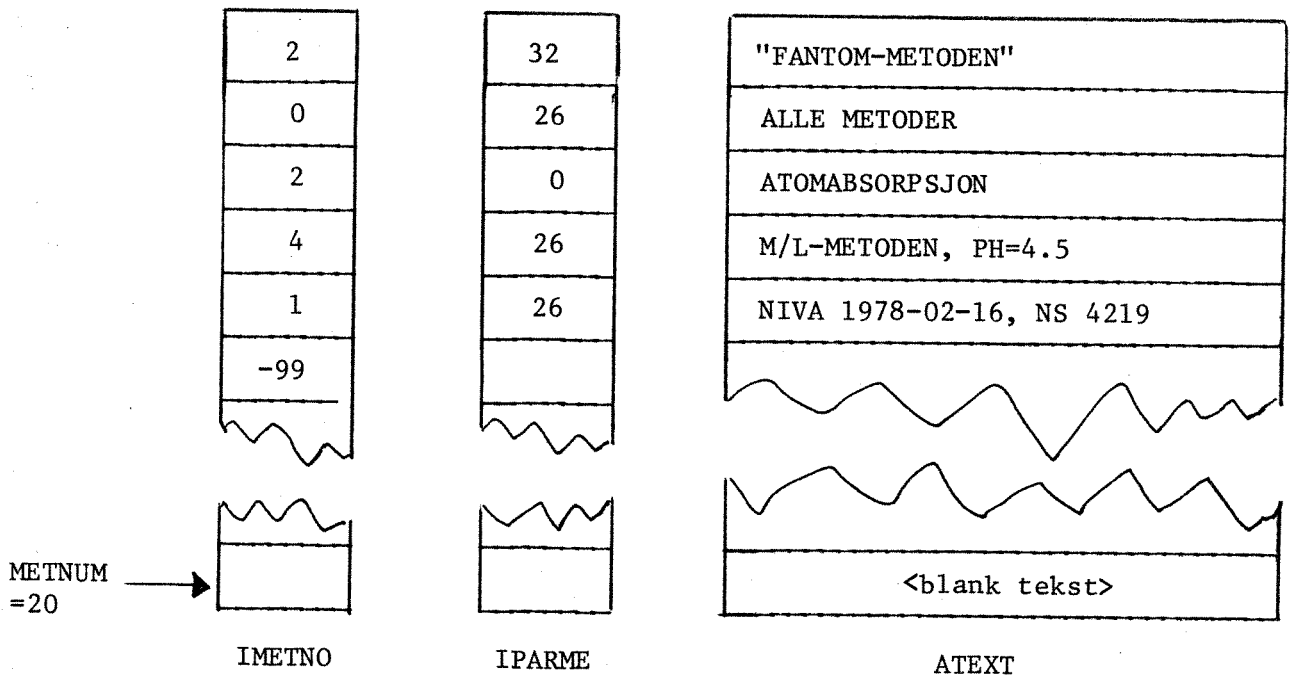 2 32 "FANTOM-METODEN"
0 26 ALLE METODER
2 0 ATOMABSORPSJON
4 26 M/L-METODEN, PH=4.5
1 26 NIVA 1978-02-16, NS 4219
-99
METNUM
=20
<blank tekst>
IMETNO IPARME ATEXT